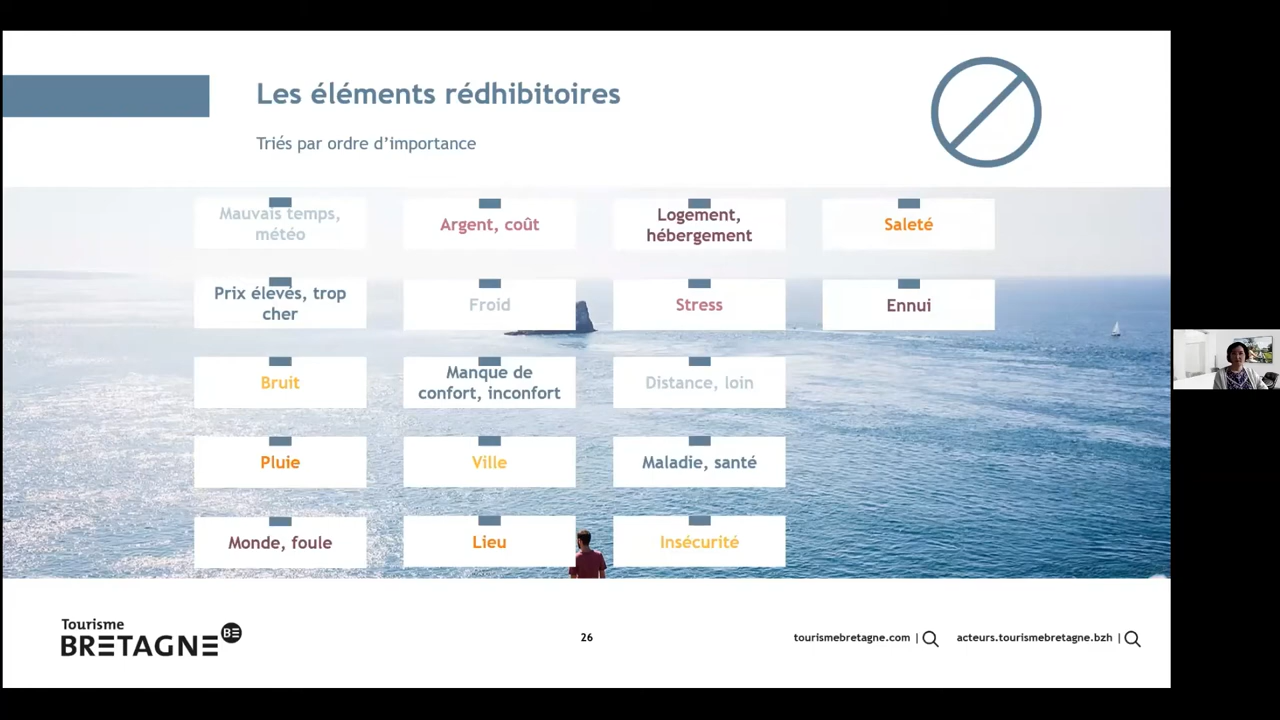 Les éléments rédhibitoires
Triés par ordre d'importance
Mauvais temps,
météo
Prix élevés, trop
cher
Bruit
Pluie
Monde, foule
Argent, coût
Froid
Manque de
confort, inconfort
Ville
Lieu
Logement,
hébergement
Stress
Distance, loin
Maladie, santé
Insécurité
Saleté
Ennui
Tourisme
BRETAGNE BE
26
tourismebretagne.com |
acteurs.tourismebretagne.bzh |